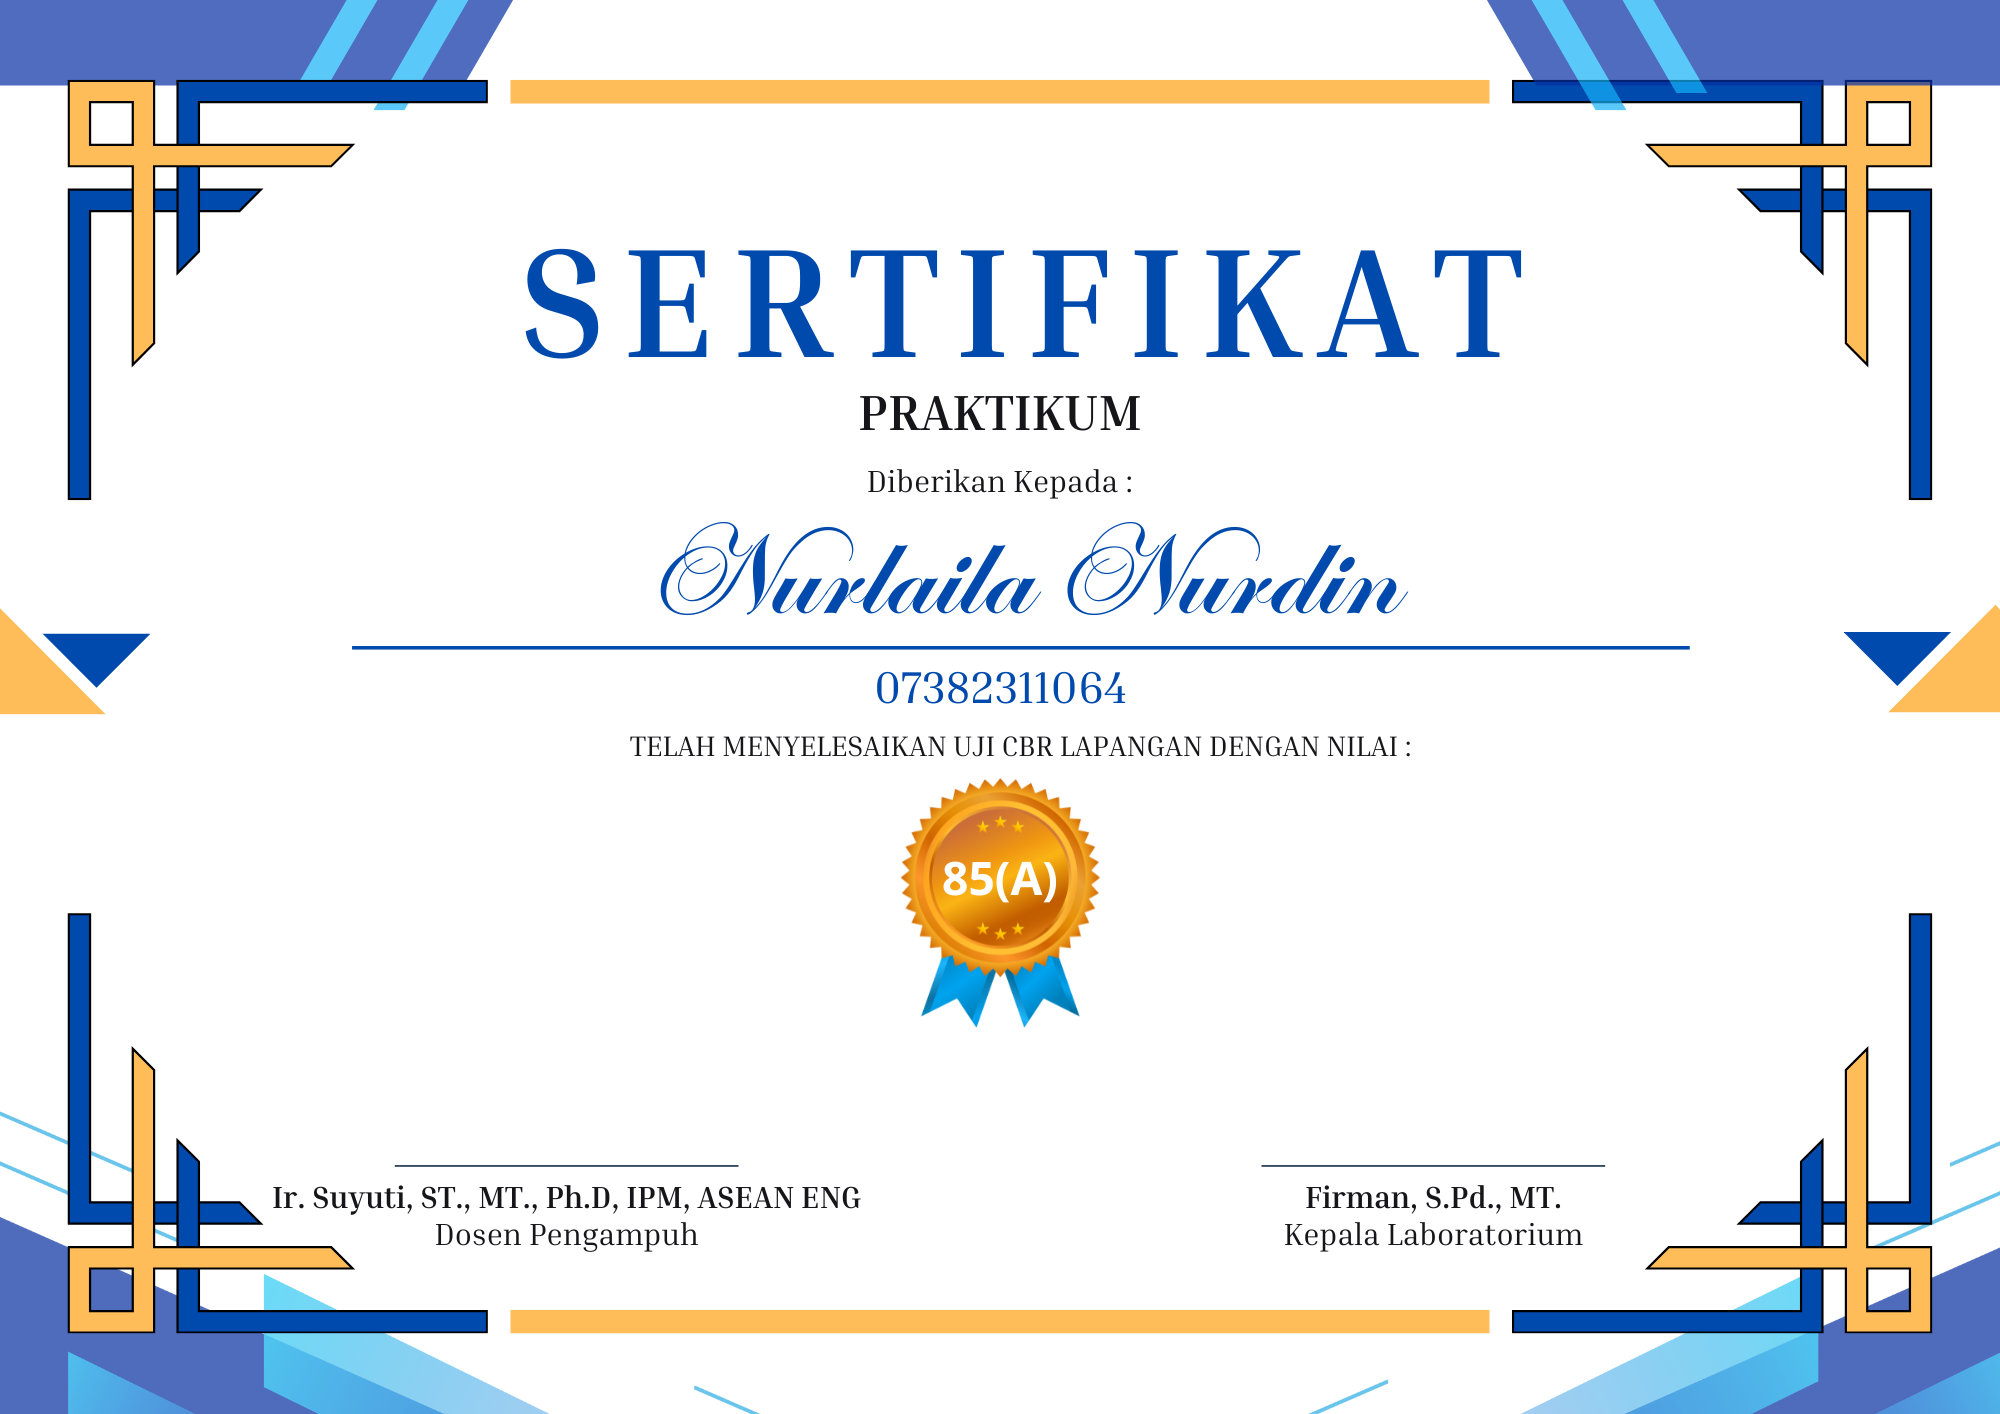 SERTIFIKAT
PRAKTIKUM
Diberikan Kepada :
Nurlaila Nurdin
07382311064
TELAH MENYELESAIKAN UJI CBR LAPANGAN DENGAN NILAI :
85(A)
Ir. Suyuti, ST., MT., Ph.D, IPM, ASEAN ENG
Dosen Pengampuh
Firman, S.Pd., MT.
Kepala Laboratorium